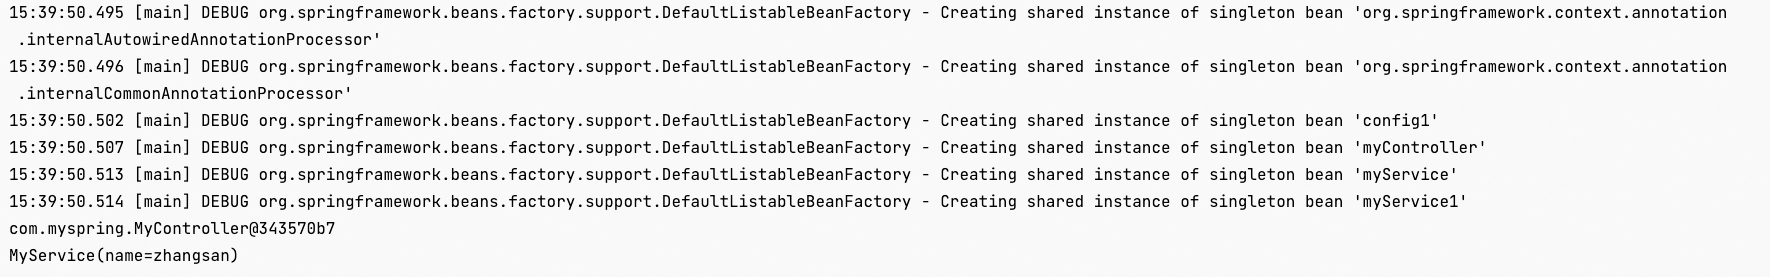 15:39:50.495 [main] DEBUG org.springframework.beans.factory.support.DefaultListableBeanFactory - Creating shared instance of singleton bean 'org.springframework.context.annotation
.internalAutowiredAnnotationProcessor'
15:39:50.496 [main] DEBUG org.springframework.beans.factory.support.DefaultListableBeanFactory - Creating shared instance of singleton bean 'org.springframework.context.annotation
.internalCommonAnnotationProcessor'
15:39:50.502 [main] DEBUG org.springframework.beans.factory.support.DefaultListableBeanFactory - Creating shared instance of singleton bean 'config1'
15:39:50.507 [main] DEBUG org.springframework.beans.factory.support.DefaultListableBeanFactory - Creating shared instance of singleton bean 'myController'
15:39:50.513 [main] DEBUG org.springframework.beans.factory.support.DefaultListableBeanFactory - Creating shared instance of singleton bean 'myService'
15:39:50.514 [main] DEBUG org.springframework.beans.factory.support.DefaultListableBeanFactory - Creating shared instance of singleton bean 'myService1'
com.myspring.MyController@343570b7
MyService(name=zhangsan)